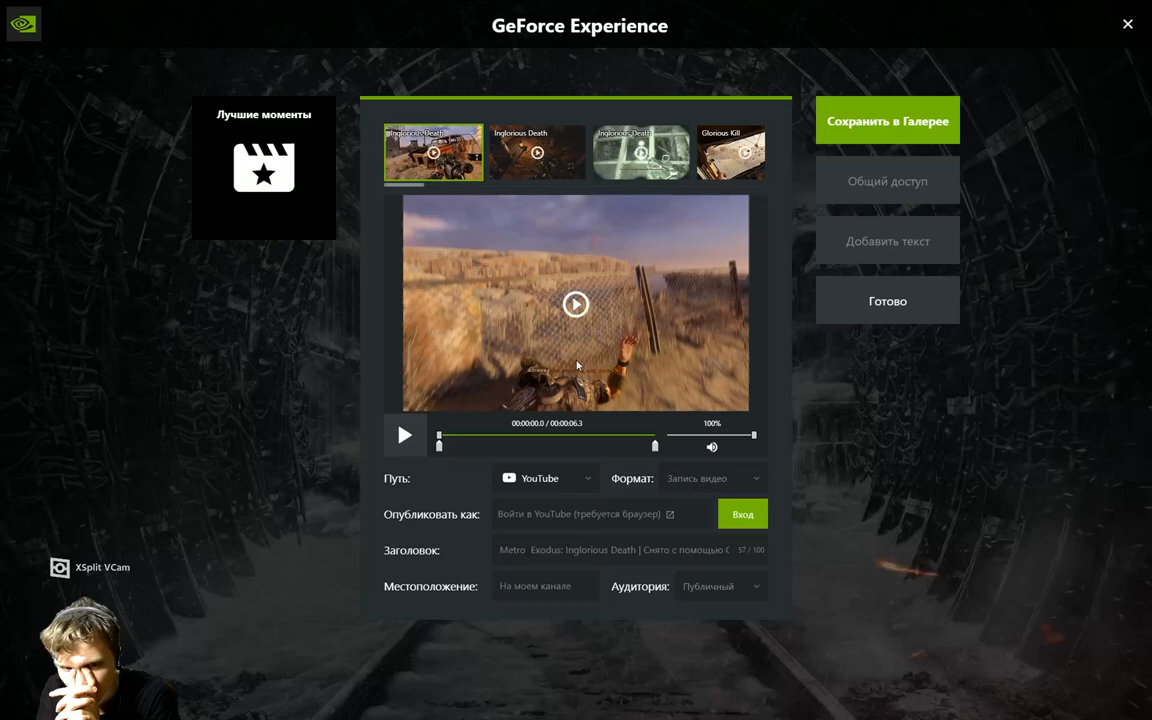 GeForce Experience
Лучшие моменты
Inglorious Death
Inglorious Death
Inglorious Death
Glorious Kill
Сохранить в Галерее
Общий доступ
Добавить текст
Готово
00:00:00.0 / 00:00:06.3
100%
Путь:
YouTube
Формат:
Запись видео
Опубликовать как:
Войти в YouTube (требуется браузер)
Вход
Заголовок:
Metro Exodus: Inglorious Death | Снято с помощью
57 / 100
Местоположение:
На моем канале
Аудитория:
Публичный
XSplit VCam